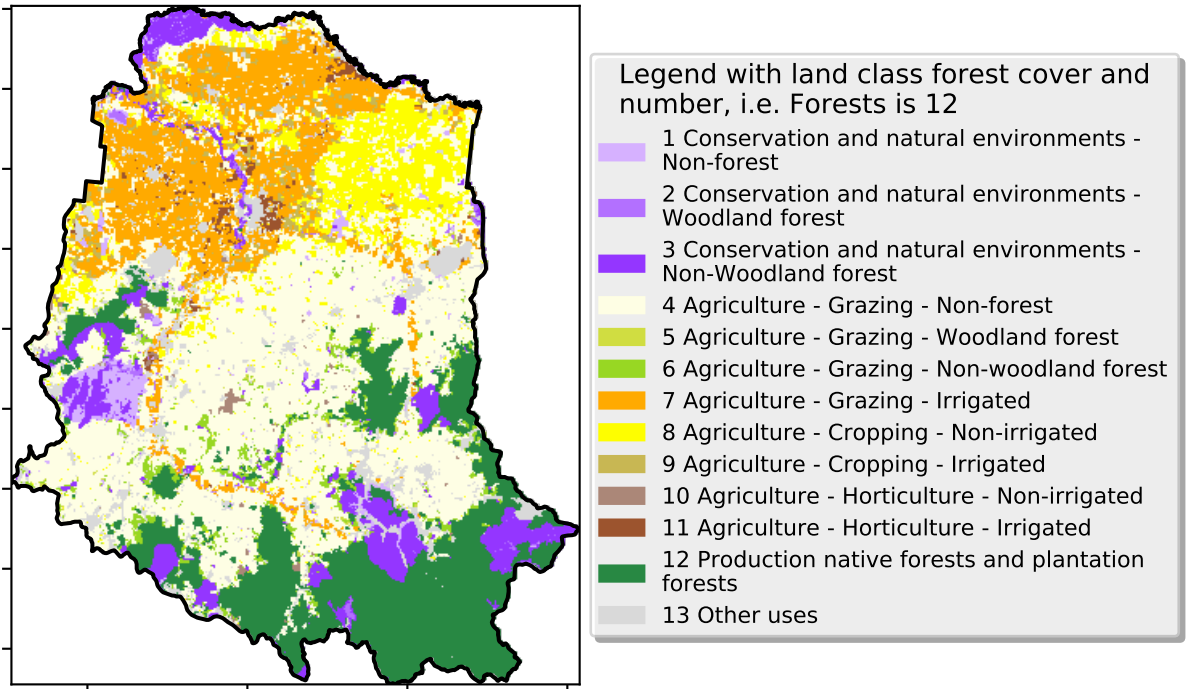 Legend with land class forest cover and
number, i.e. Forests is 12
1 Conservation and natural environments -
Non-forest
2 Conservation and natural environments -
Woodland forest
3 Conservation and natural environments -
Non-Woodland forest
4 Agriculture - Grazing - Non-forest
5 Agriculture - Grazing - Woodland forest
6 Agriculture - Grazing - Non-woodland forest
7 Agriculture - Grazing - Irrigated
8 Agriculture - Cropping - Non-irrigated
9 Agriculture - Cropping - Irrigated
10 Agriculture - Horticulture - Non-irrigated
11 Agriculture - Horticulture - Irrigated
12 Production native forests and plantation
forests
13 Other uses